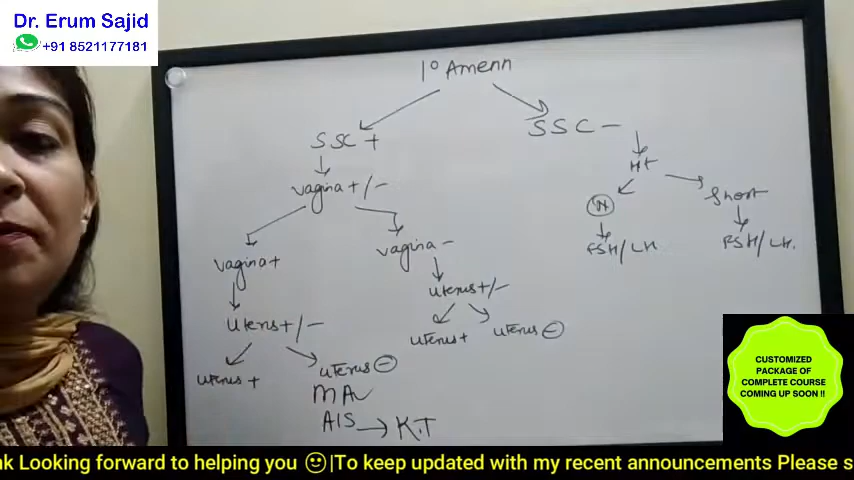 Dr. Erum Sajid
+91 8521177181
1° Amenn
SSC +
SSC -
vagina +/-
Ht
N
Short
vagina +
vagina -
FSH/LH
FSH/LH.
uterus +/-
uterus +/-
uterus +
uterus -
uterus +
uterus -
MA
AIS → K.T
CUSTOMIZED
PACKAGE OF
COMPLETE COURSE
COMING UP SOON !!
nk Looking forward to helping you 🙂|To keep updated with my recent announcements Please s